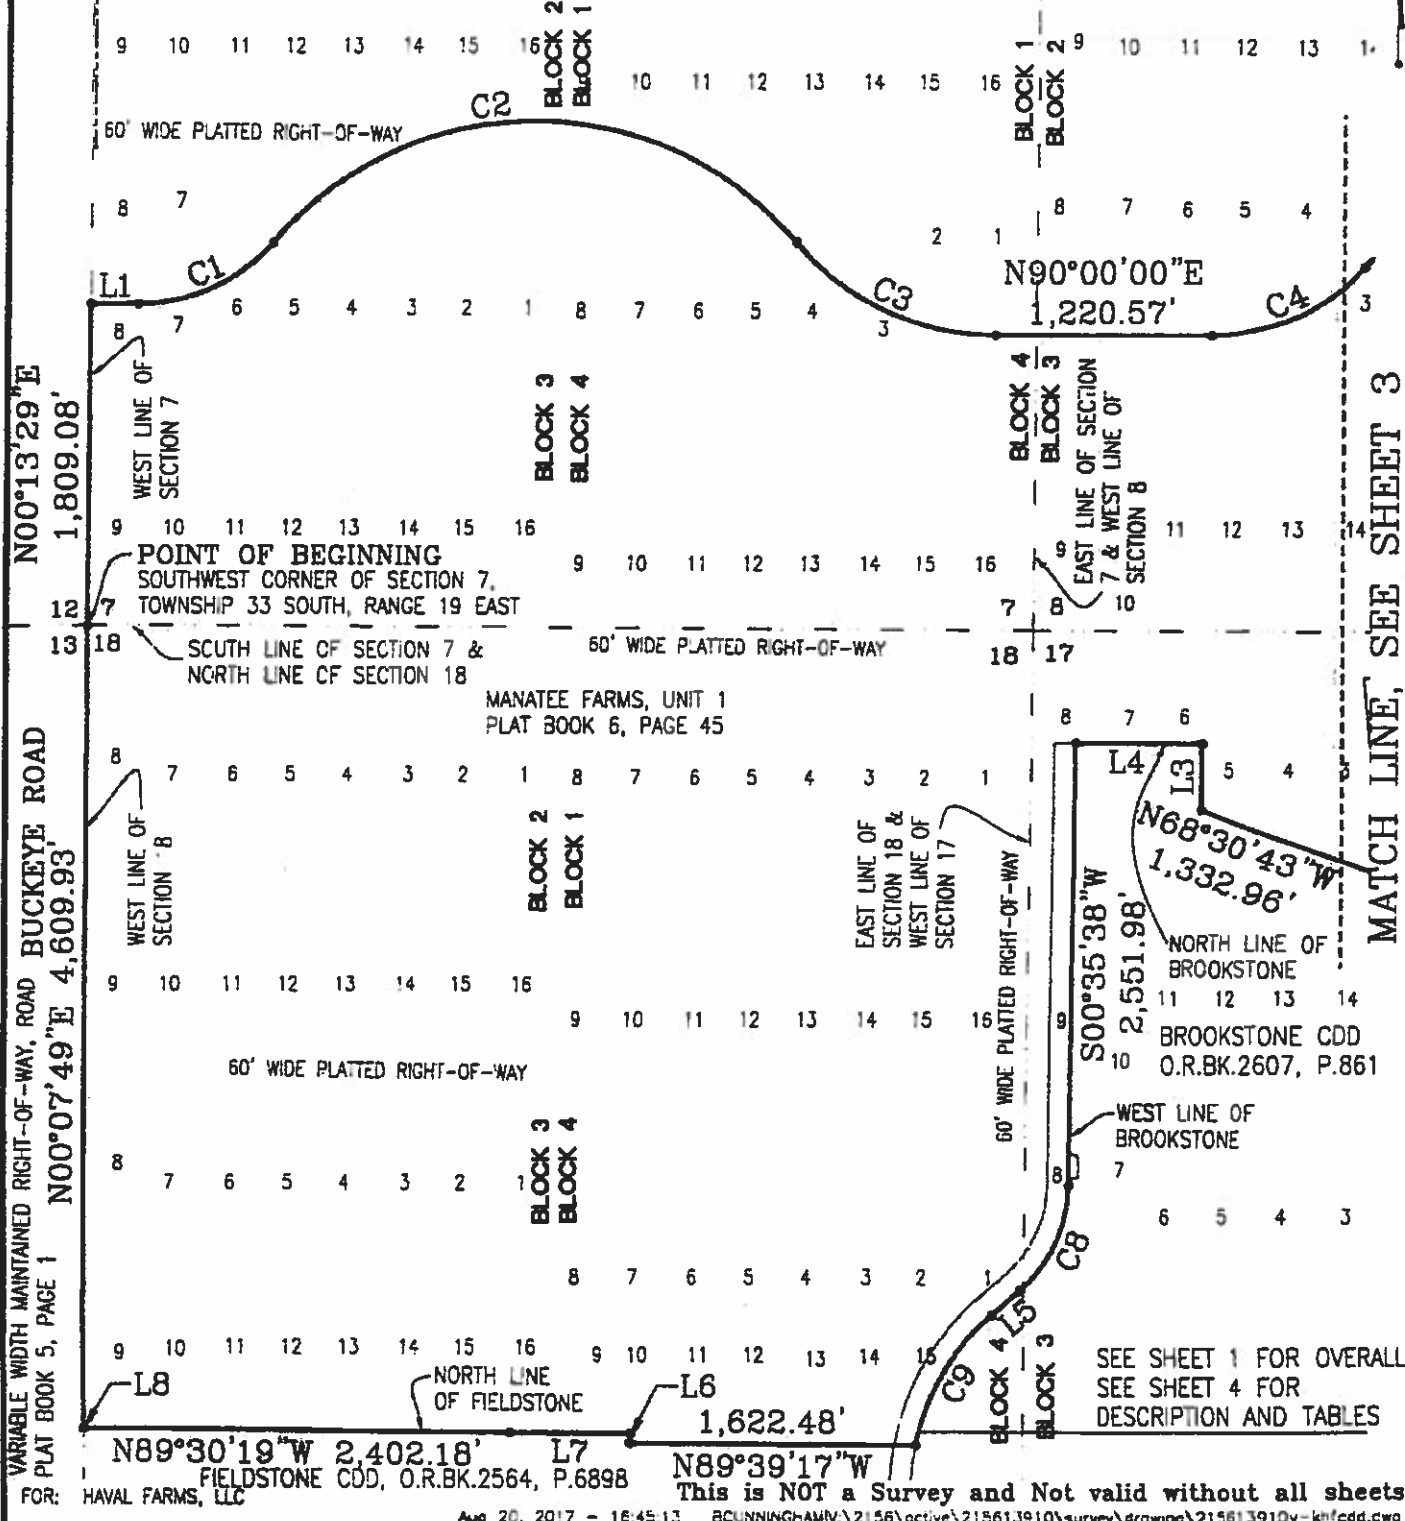 9 10 11 12 13 14 15 16
BLOCK 2
BLOCK 1
10 11 12 13 14 15 16
BLOCK 1
BLOCK 2
9 10 11 12 13
60' WIDE PLATTED RIGHT-OF-WAY
C2
8 7
8 7 6 5 4
2 1
N90°00'00"E
1,220.57'
L1
C1
C3
C4
8 7 6 5 4 3 2 1 8 7 6 5 4 3
3
WEST LINE OF
SECTION 7
BLOCK 3
BLOCK 4
BLOCK 4
BLOCK 3
EAST LINE OF SECTION
7 & WEST LINE OF
SECTION 8
N00°13'29"E
1,809.08'
MATCH LINE, SEE SHEET 3
9 10 11 12 13 14 15 16
9 10 11 12 13 14 15 16
9 10
11 12 13 14
POINT OF BEGINNING
SOUTHWEST CORNER OF SECTION 7,
TOWNSHIP 33 SOUTH, RANGE 19 EAST
12 7
13 18
7 8
18 17
SOUTH LINE OF SECTION 7 &
NORTH LINE OF SECTION 18
60' WIDE PLATTED RIGHT-OF-WAY
MANATEE FARMS, UNIT 1
PLAT BOOK 6, PAGE 45
8 7 6
L4
L3
5 4 3
8 7 6 5 4 3 2 1 8 7 6 5 4 3 2 1
WEST LINE OF
SECTION 18
BLOCK 2
BLOCK 1
EAST LINE OF
SECTION 18 &
WEST LINE OF
SECTION 17
60' WIDE PLATTED RIGHT-OF-WAY
N68°30'43"W
1,332.96'
S00°35'38"W
2,551.98'
NORTH LINE OF
BROOKSTONE
BUCKEYE ROAD
N00°07'49"E 4,609.93'
VARIABLE WIDTH MAINTAINED RIGHT-OF-WAY, ROAD
PLAT BOOK 5, PAGE 1
9 10 11 12 13 14 15 16
9 10 11 12 13 14 15 16
9 10
11 12 13 14
BROOKSTONE CDD
O.R.BK.2607, P.861
60' WIDE PLATTED RIGHT-OF-WAY
WEST LINE OF
BROOKSTONE
BLOCK 3
BLOCK 4
8 7 6 5 4 3 2 1
8 7
6 5 4 3
C8
8 7 6 5 4 3 2 1
L5
C9
9 10 11 12 13 14 15 16 9 10 11 12 13 14 15
BLOCK 4
BLOCK 3
SEE SHEET 1 FOR OVERALL
SEE SHEET 4 FOR
DESCRIPTION AND TABLES
L8
NORTH LINE
OF FIELDSTONE
L6
1,622.48'
N89°30'19"W 2,402.18'
L7
N89°39'17"W
FIELDSTONE CDD, O.R.BK.2564, P.6898
FOR: HAVAL FARMS, LLC
This is NOT a Survey and Not valid without all sheets
Aug 20, 2017 - 16:45:13 BCUNNINGHAM|V:\2156\active\215613910\survey\drawing\215613910v-khfcdd.dwg